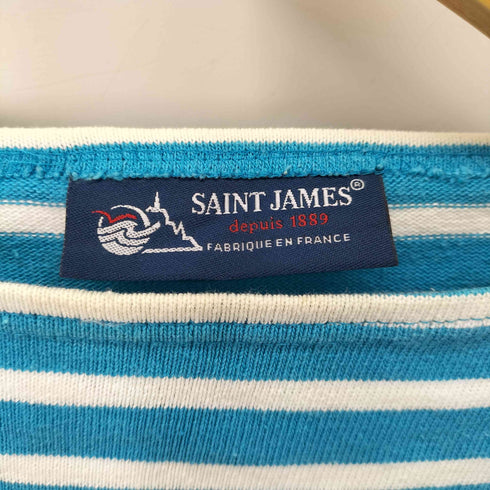 SAINT JAMES®
depuis 1889
FABRIQUE EN FRANCE